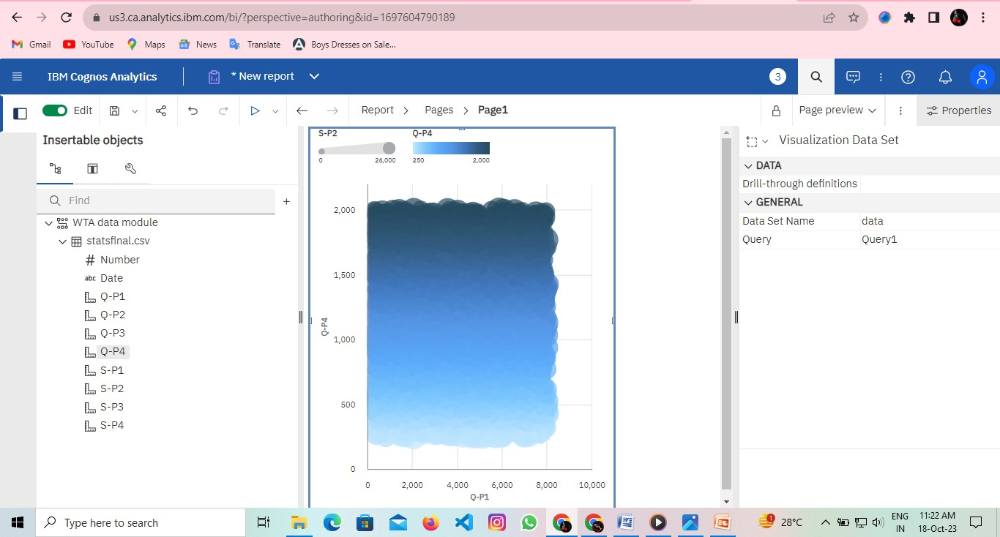 us3.ca.analytics.ibm.com/bi/?perspective=authoring&id=1697604790189
Gmail YouTube Maps News Translate Boys Dresses on Sale...
IBM Cognos Analytics * New report 3
Edit Report Pages Page1 Page preview Properties
Insertable objects
Find
WTA data module
statsfinal.csv
Number
abc Date
Q-P1
Q-P2
Q-P3
Q-P4
S-P1
S-P2
S-P3
S-P4
S-P2 Q-P4
0 26,000 250 2,000
2,000
1,500
1,000
500
0
Q-P4
0 2,000 4,000 6,000 8,000 10,000
Q-P1
Visualization Data Set
DATA
Drill-through definitions
GENERAL
Data Set Name data
Query Query1
Type here to search
1 28°C ENG 11:22 AM
IN 18-Oct-23